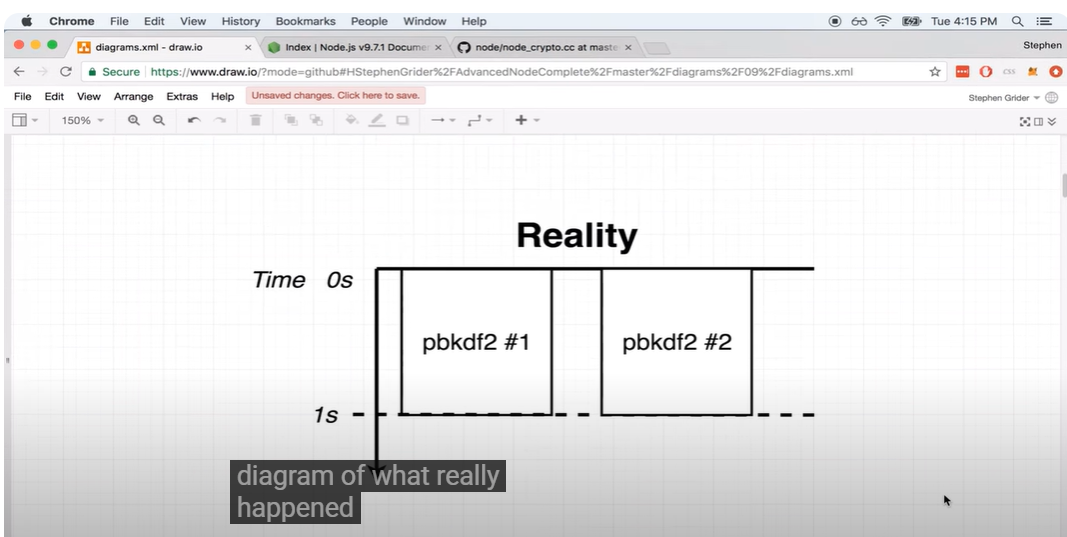 Chrome File Edit View History Bookmarks People Window Help Tue 4:15 PM
diagrams.xml - draw.io × Index | Node.js v9.7.1 Docume × node/node_crypto.cc at maste × Stephen
Secure https://www.draw.io/?mode=github#HStephenGrider%2FAdvancedNodeComplete%2Fmaster%2Fdiagrams%2F09%2Fdiagrams.xml
File Edit View Arrange Extras Help Unsaved changes. Click here to save. Stephen Grider
150%
Reality
Time 0s
pbkdf2 #1 pbkdf2 #2
1s
diagram of what really
happened